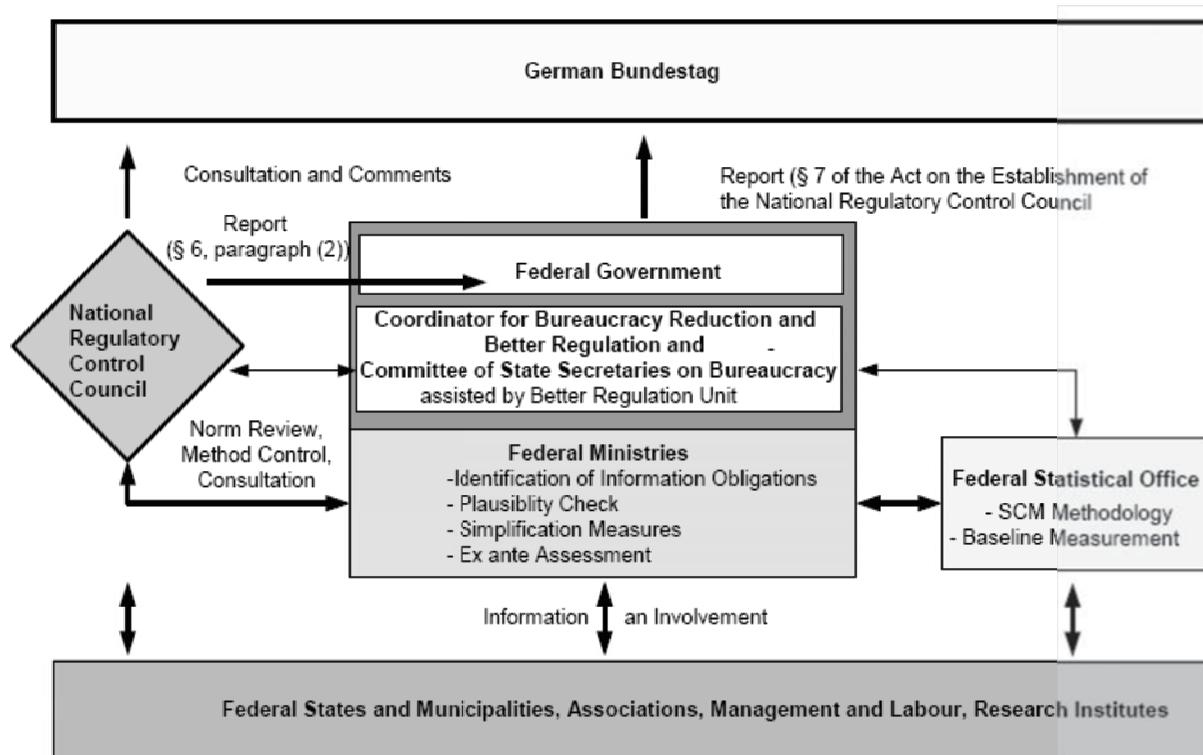 German Bundestag
Consultation and Comments
Report (§ 7 of the Act on the Establishment of
the National Regulatory Control Council
Report
(§ 6, paragraph (2))
Federal Government
National
Regulatory
Control
Council
Coordinator for Bureaucracy Reduction and
Better Regulation and -
Committee of State Secretaries on Bureaucracy
assisted by Better Regulation Unit
Norm Review,
Method Control,
Consultation
Federal Ministries
-Identification of Information Obligations
- Plausiblity Check
- Simplification Measures
- Ex ante Assessment
Federal Statistical Office
- SCM Methodology
- Baseline Measurement
Information an Involvement
Federal States and Municipalities, Associations, Management and Labour, Research Institutes